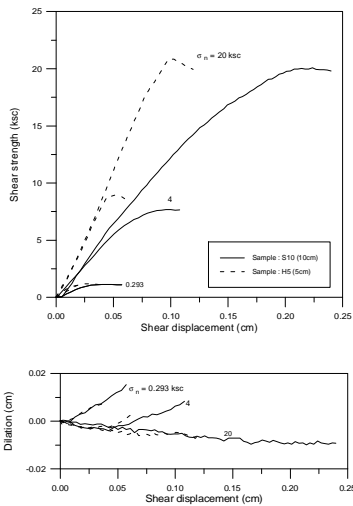 25
20
15
10
5
0
Shear strength (ksc)
σn = 20 ksc
4
0.293
Sample : S10 (10cm)
Sample : H5 (5cm)
0.00 0.05 0.10 0.15 0.20 0.25
Shear displacement (cm)
0.02
0.00
-0.02
Dilation (cm)
σn = 0.293 ksc
4
20
0.00 0.05 0.10 0.15 0.20 0.25
Shear displacement (cm)